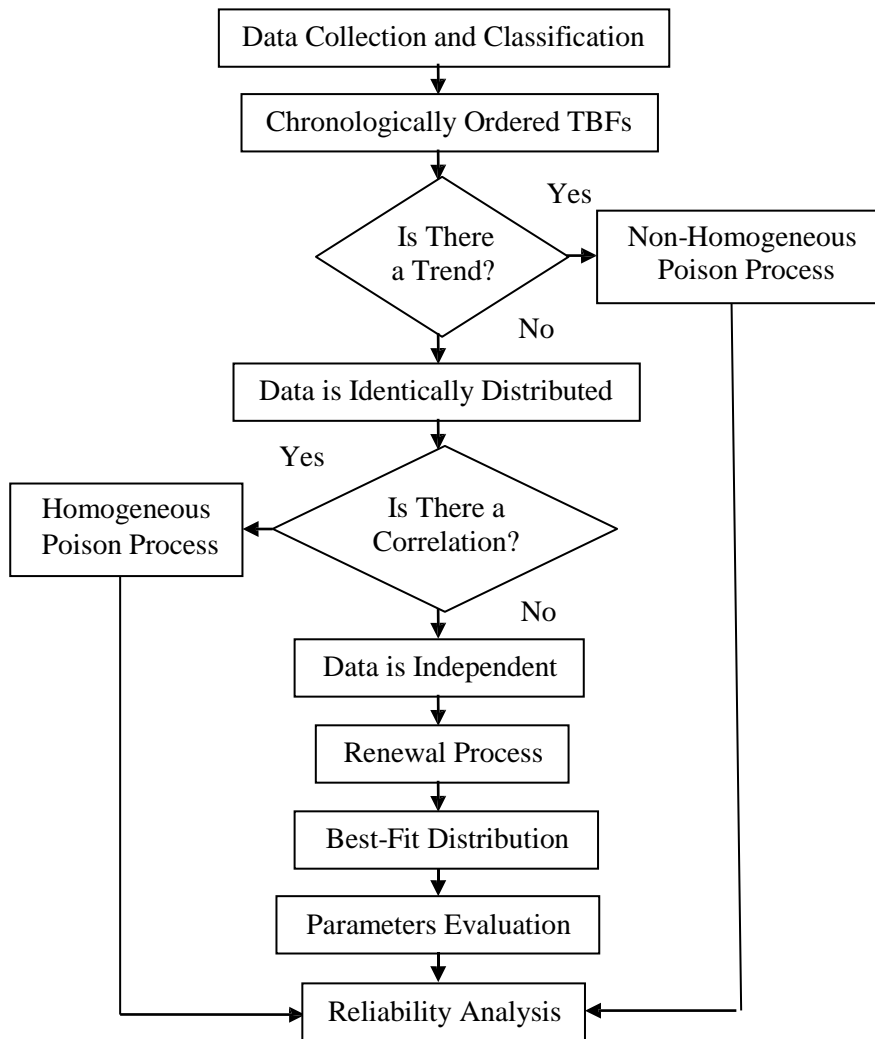 Data Collection and Classification
Chronologically Ordered TBFs
Yes
Is There
a Trend?
Non-Homogeneous
Poison Process
No
Data is Identically Distributed
Yes
Is There a
Correlation?
Homogeneous
Poison Process
No
Data is Independent
Renewal Process
Best-Fit Distribution
Parameters Evaluation
Reliability Analysis